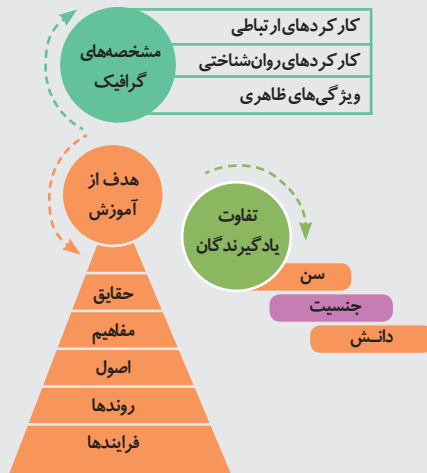 مشخصه‌های
گرافیک
کارکردهای ارتباطی
کارکردهای روان‌شناختی
ویژگی‌های ظاهری
هدف از
آموزش
حقایق
مفاهیم
اصول
روندها
فرایندها
تفاوت
یادگیرندگان
سن
جنسیت
دانـش